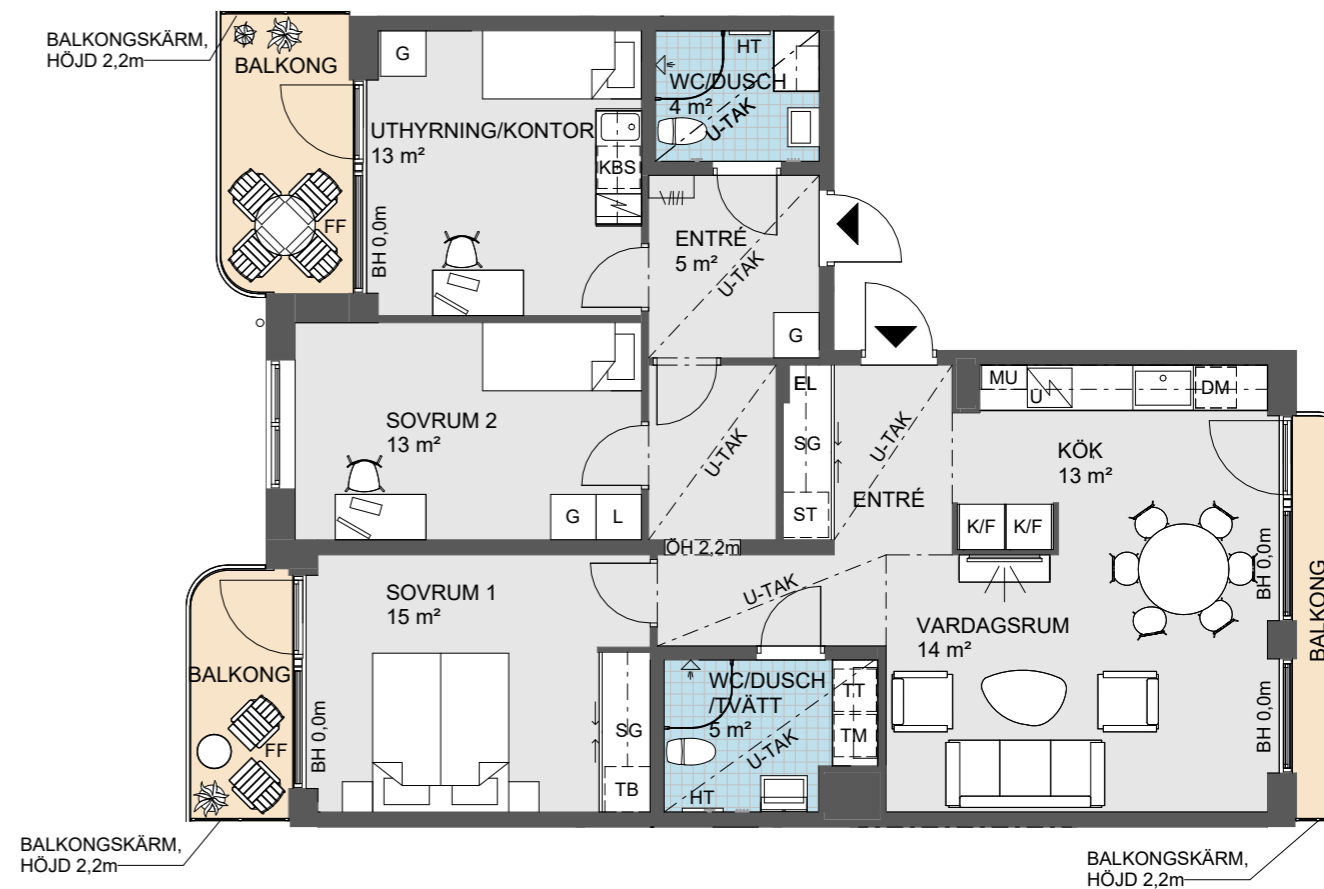 BALKONGSKÄRM,
HÖJD 2,2m
BALKONG
G
HT
WC/DUSCH
4 m²
U-TAK
UTHYRNING/KONTOR
13 m²
KBS
FF
BH 0,0m
ENTRÉ
5 m²
U-TAK
G
SOVRUM 2
13 m²
G
L
U-TAK
EL
SG
ST
U-TAK
ENTRÉ
MU
U
DM
KÖK
13 m²
K/F
K/F
BH 0,0m
BALKONG
ÖH 2,2m
SOVRUM 1
15 m²
U-TAK
VARDAGSRUM
14 m²
BH 0,0m
BALKONG
FF
BH 0,0m
SG
TB
WC/DUSCH
/TVÄTT
5 m²
U-TAK
HT
TT
TM
BALKONGSKÄRM,
HÖJD 2,2m
BALKONGSKÄRM,
HÖJD 2,2m